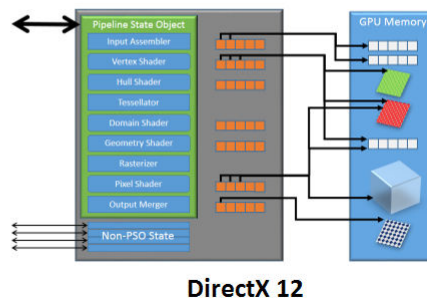 Pipeline State Object
Input Assembler
Vertex Shader
Hull Shader
Tessellator
Domain Shader
Geometry Shader
Rasterizer
Pixel Shader
Output Merger
Non-PSO State
GPU Memory
DirectX 12